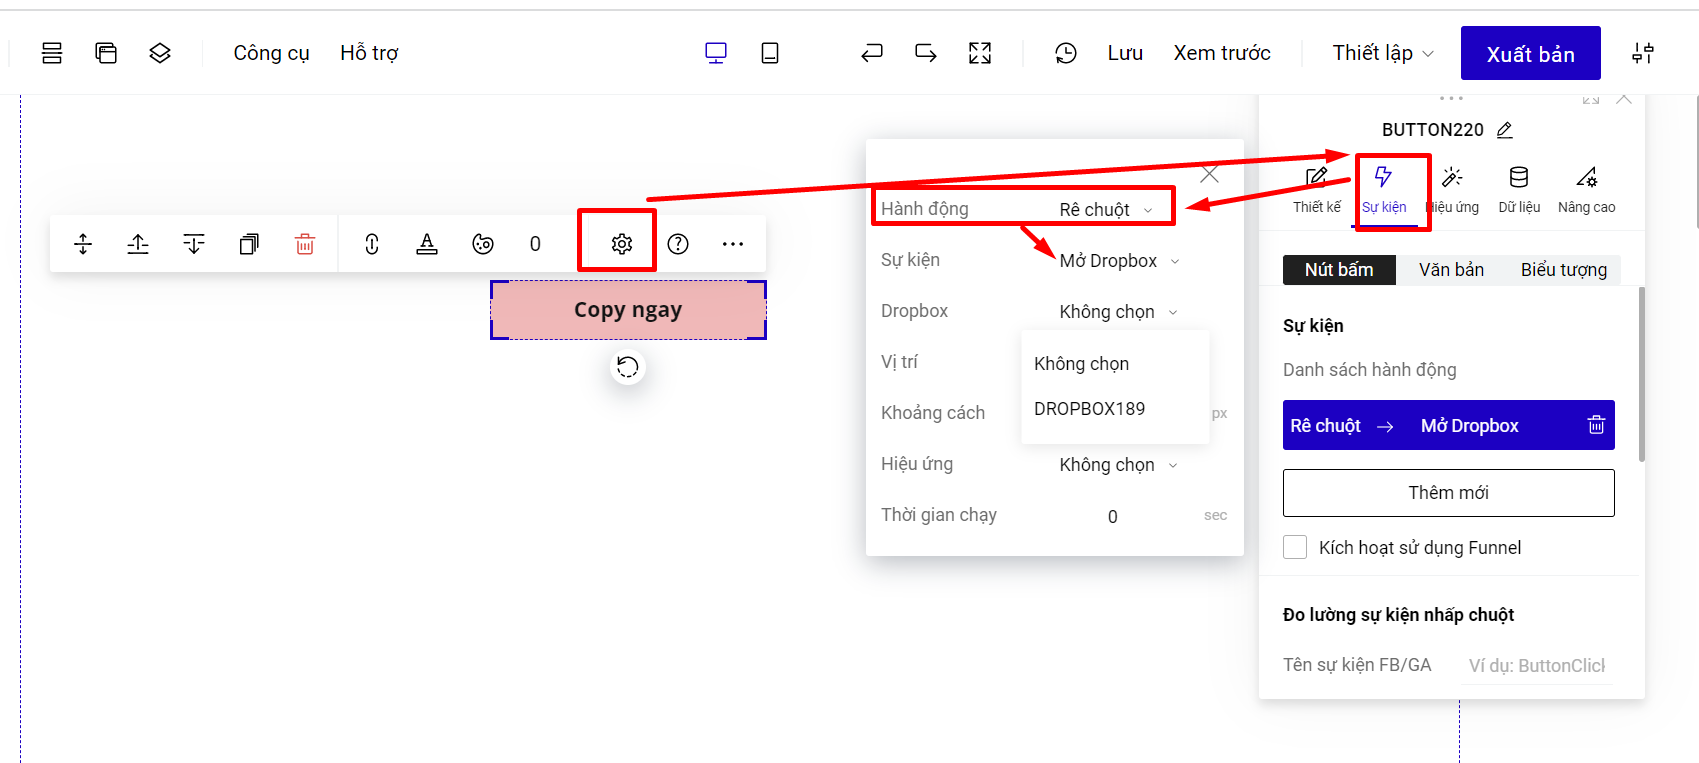 Công cụ
Hỗ trợ
Lưu
Xem trước
Thiết lập
Xuất bản
0
Copy ngay
Hành động
Rê chuột
Sự kiện
Mở Dropbox
Dropbox
Không chọn
Vị trí
Không chọn
DROPBOX189
Khoảng cách
px
Hiệu ứng
Không chọn
Thời gian chạy
0
sec
BUTTON220
Thiết kế
Sự kiện
Hiệu ứng
Dữ liệu
Nâng cao
Nút bấm
Văn bản
Biểu tượng
Sự kiện
Danh sách hành động
Rê chuột
Mở Dropbox
Thêm mới
Kích hoạt sử dụng Funnel
Đo lường sự kiện nhấp chuột
Tên sự kiện FB/GA
Ví dụ: ButtonClick